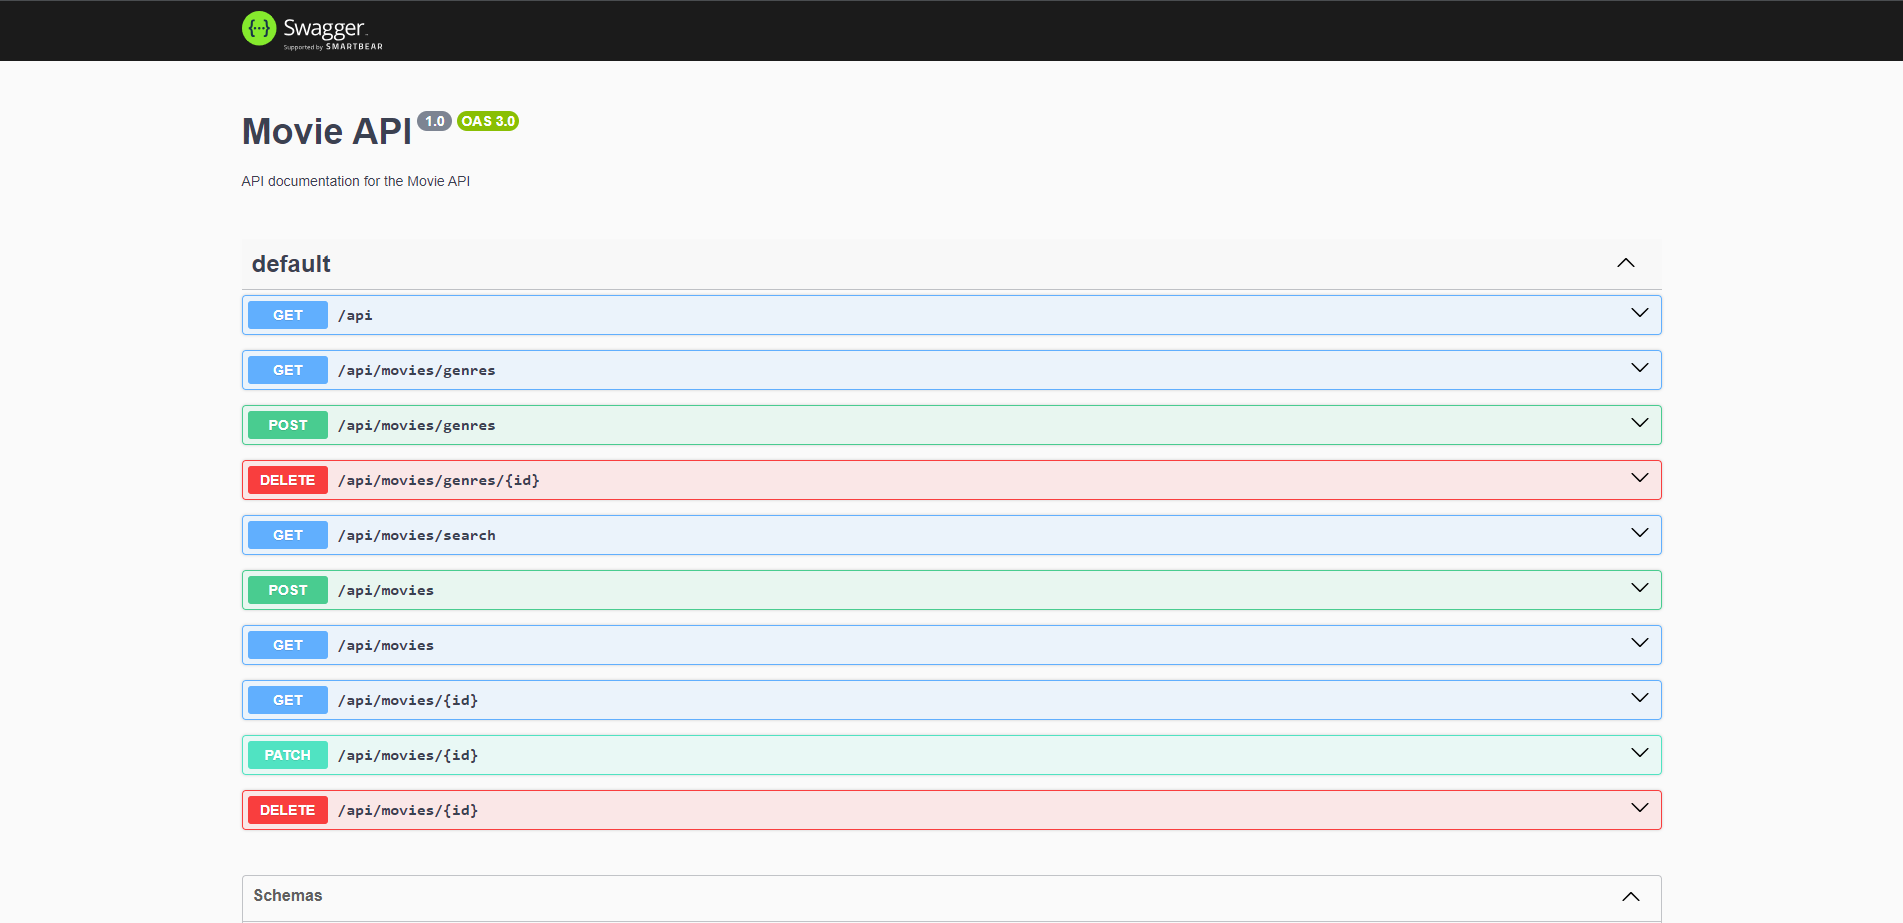 {···} Swagger
Supported by SMARTBEAR
Movie API 1.0 OAS 3.0
API documentation for the Movie API
default
GET /api
GET /api/movies/genres
POST /api/movies/genres
DELETE /api/movies/genres/{id}
GET /api/movies/search
POST /api/movies
GET /api/movies
GET /api/movies/{id}
PATCH /api/movies/{id}
DELETE /api/movies/{id}
Schemas